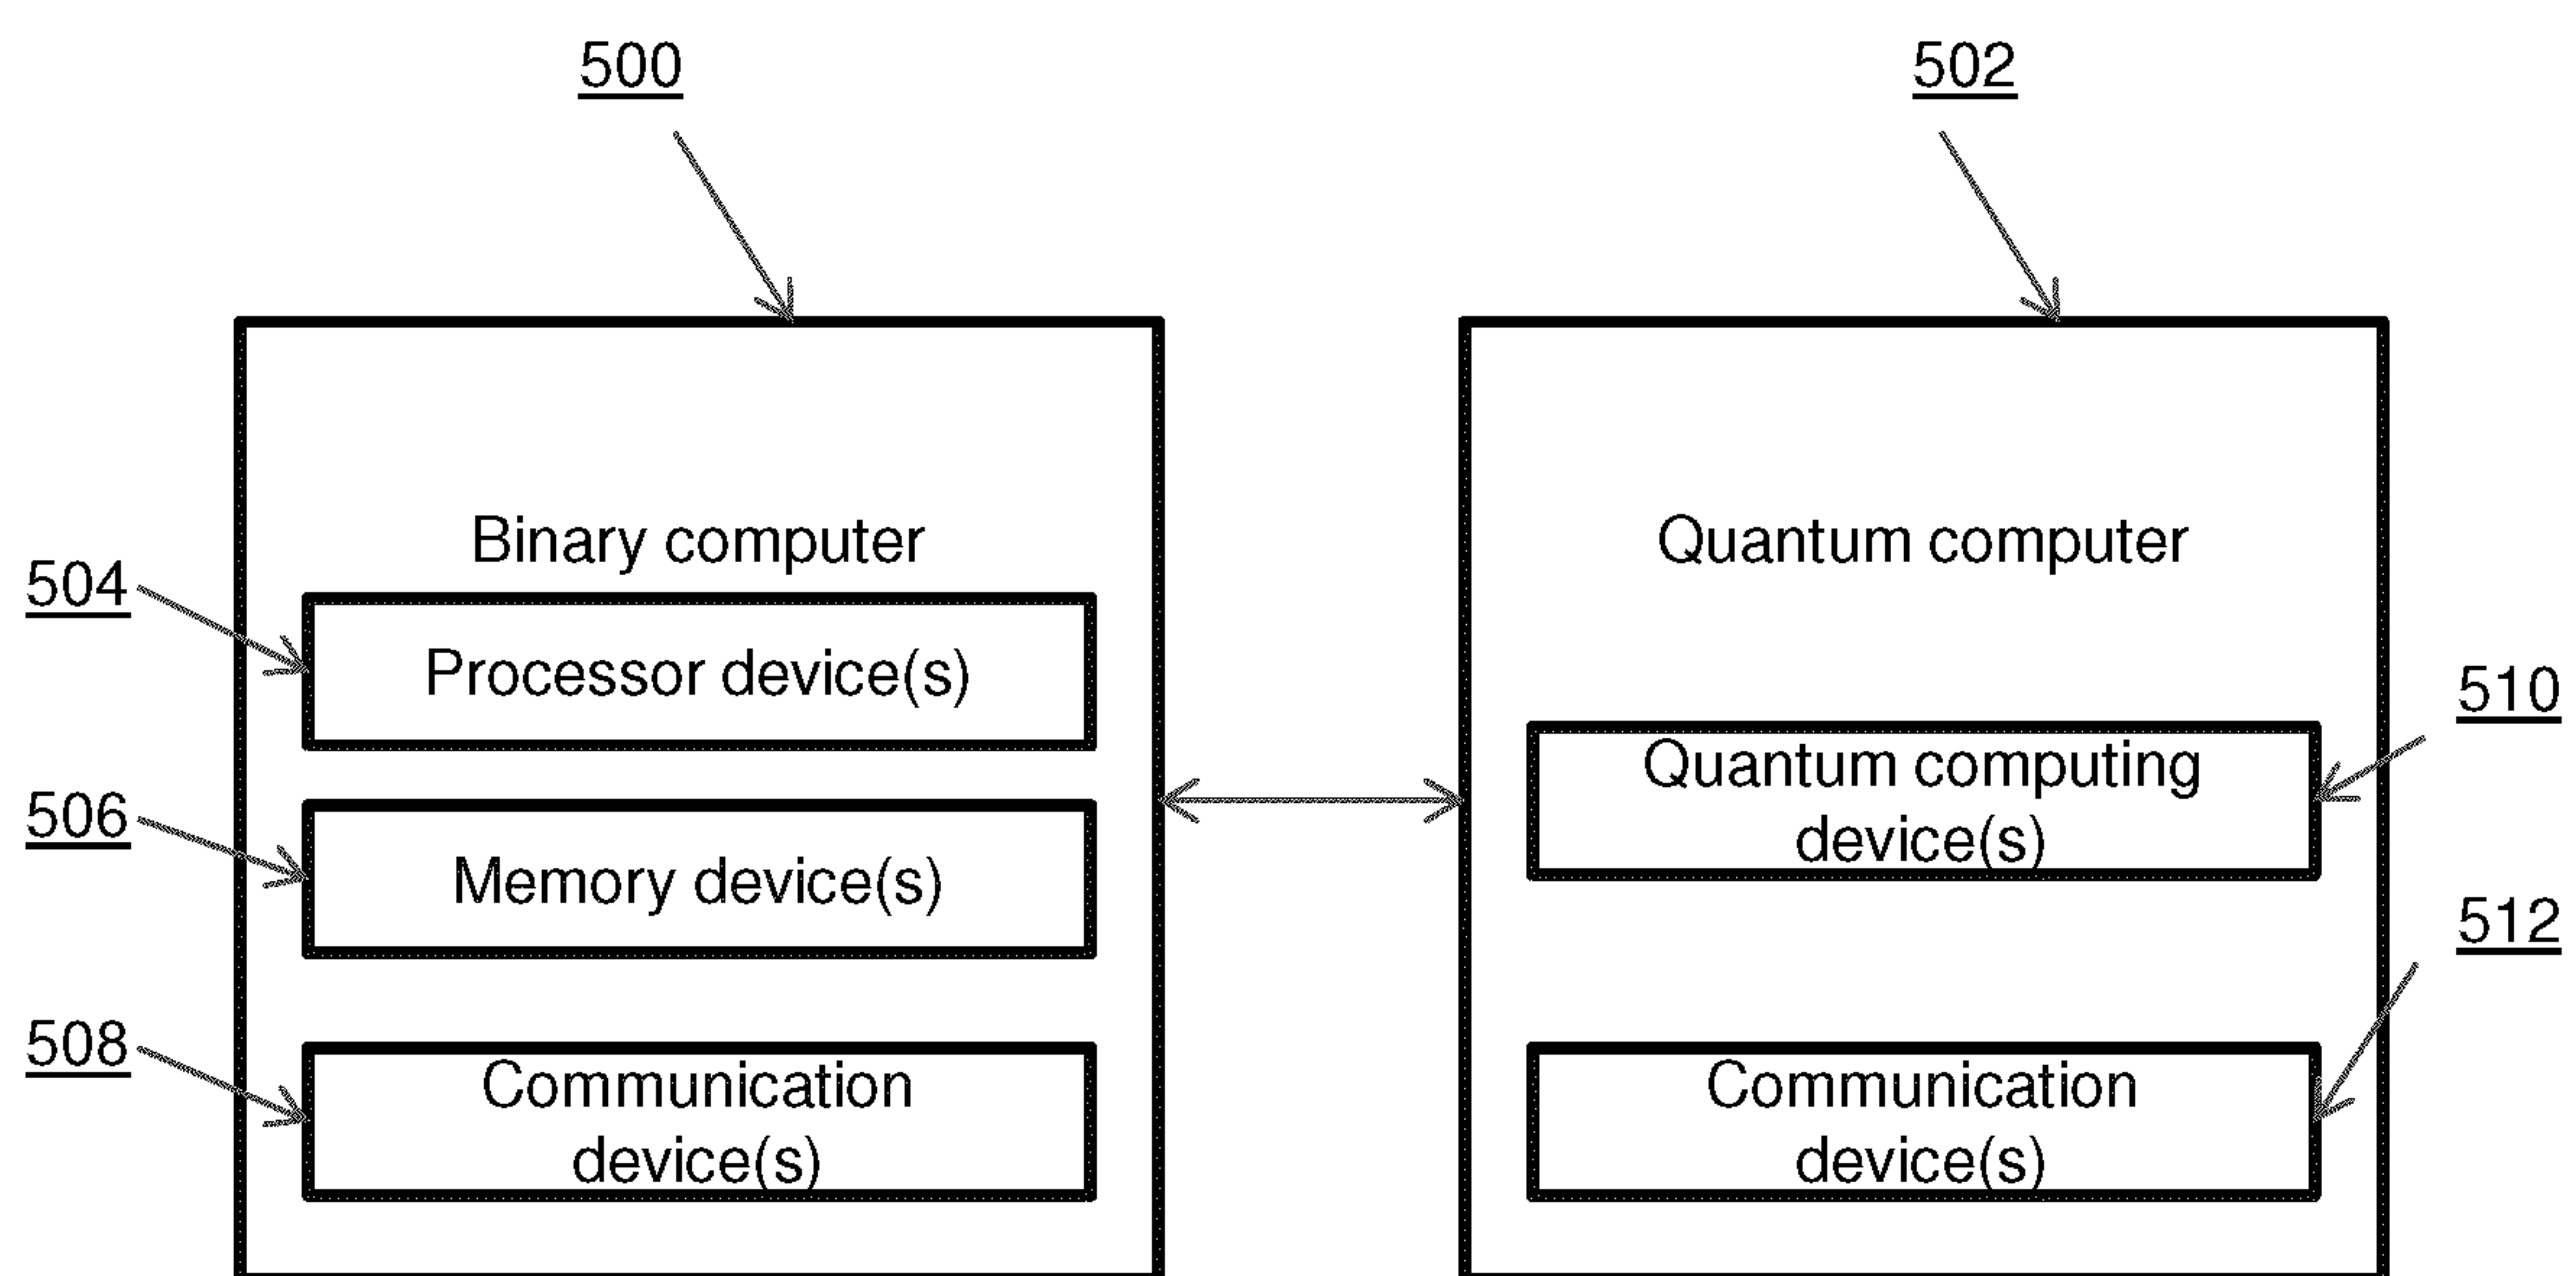 500
502
Binary computer
504
Processor device(s)
506
Memory device(s)
508
Communication
device(s)
Quantum computer
510
Quantum computing
device(s)
512
Communication
device(s)